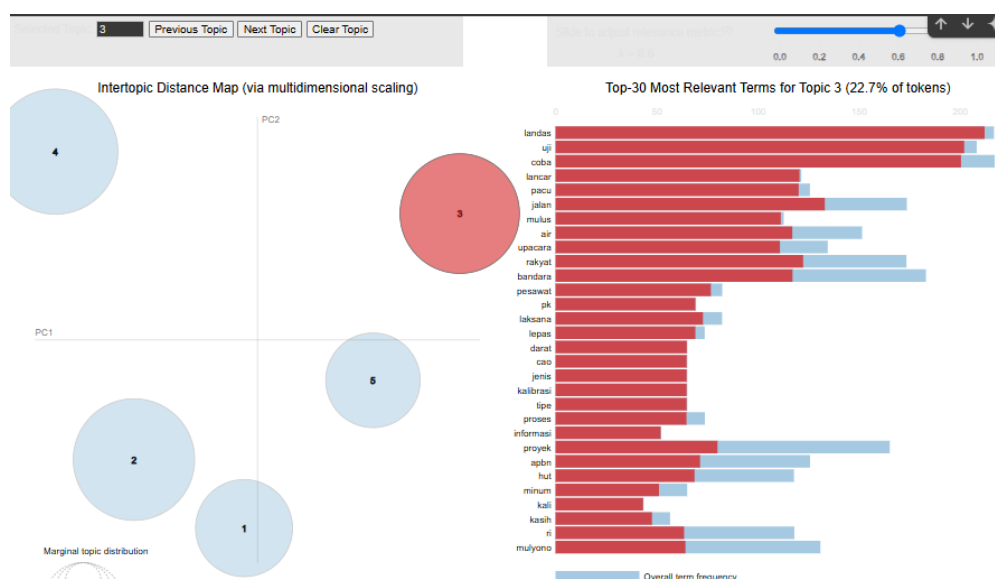 Selected Topic: 3 Previous Topic Next Topic Clear Topic
0.0 0.2 0.4 0.6 0.8 1.0
Intertopic Distance Map (via multidimensional scaling)
PC2
PC1
4
3
5
2
1
Marginal topic distribution
Top-30 Most Relevant Terms for Topic 3 (22.7% of tokens)
0 50 100 150 200
landas
uji
coba
lancar
pacu
jalan
mulus
air
upacara
rakyat
bandara
pesawat
pk
laksana
lepas
darat
cao
jenis
kalibrasi
tipe
proses
informasi
proyek
apbn
hut
minum
kali
kasih
ri
mulyono
Overall term frequency